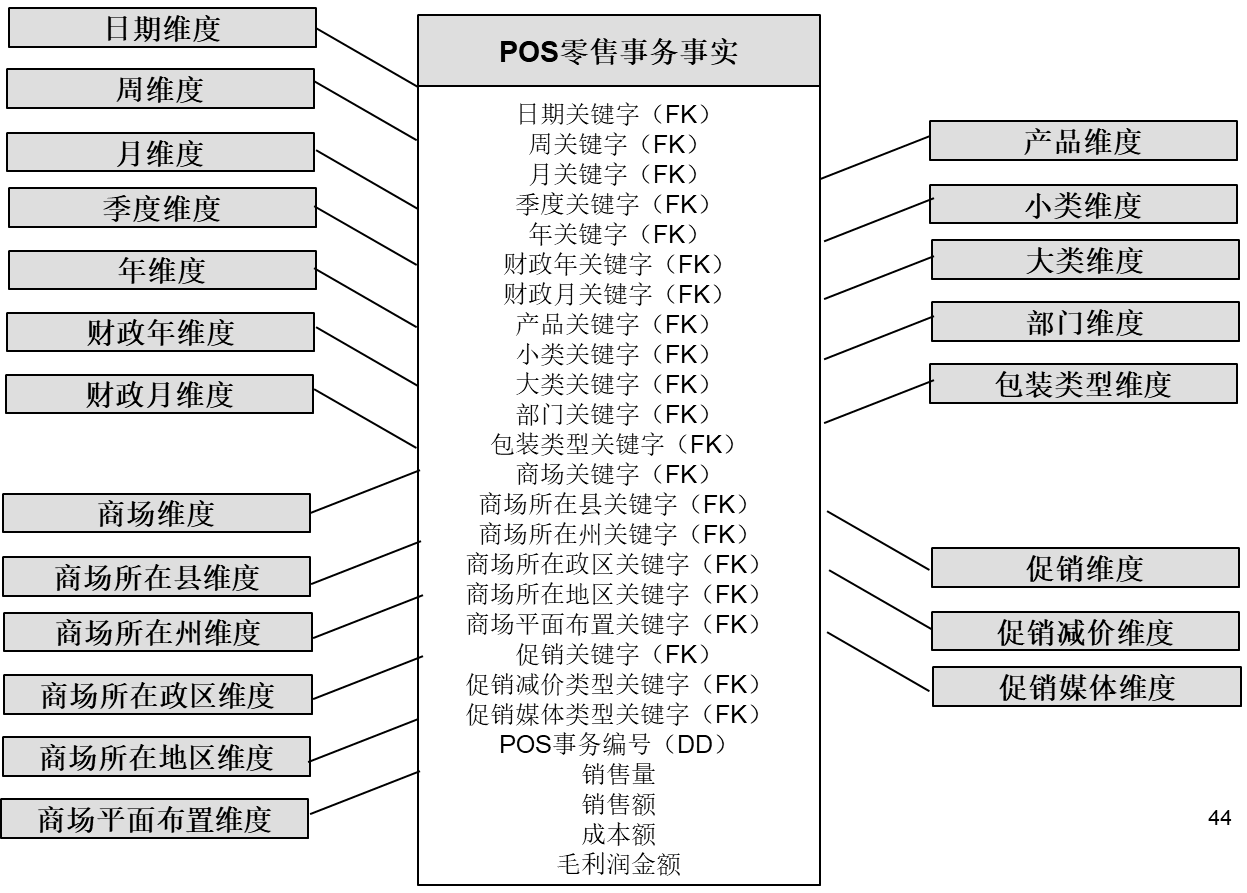 日期维度
周维度
月维度
季度维度
年维度
财政年维度
财政月维度
商场维度
商场所在县维度
商场所在州维度
商场所在政区维度
商场所在地区维度
商场平面布置维度
POS零售事务事实
日期关键字（FK）
周关键字（FK）
月关键字（FK）
季度关键字（FK）
年关键字（FK）
财政年关键字（FK）
财政月关键字（FK）
产品关键字（FK）
小类关键字（FK）
大类关键字（FK）
部门关键字（FK）
包装类型关键字（FK）
商场关键字（FK）
商场所在县关键字（FK）
商场所在州关键字（FK）
商场所在政区关键字（FK）
商场所在地区关键字（FK）
商场平面布置关键字（FK）
促销关键字（FK）
促销减价类型关键字（FK）
促销媒体类型关键字（FK）
POS事务编号（DD）
销售量
销售额
成本额
毛利润金额
产品维度
小类维度
大类维度
部门维度
包装类型维度
促销维度
促销减价维度
促销媒体维度
44